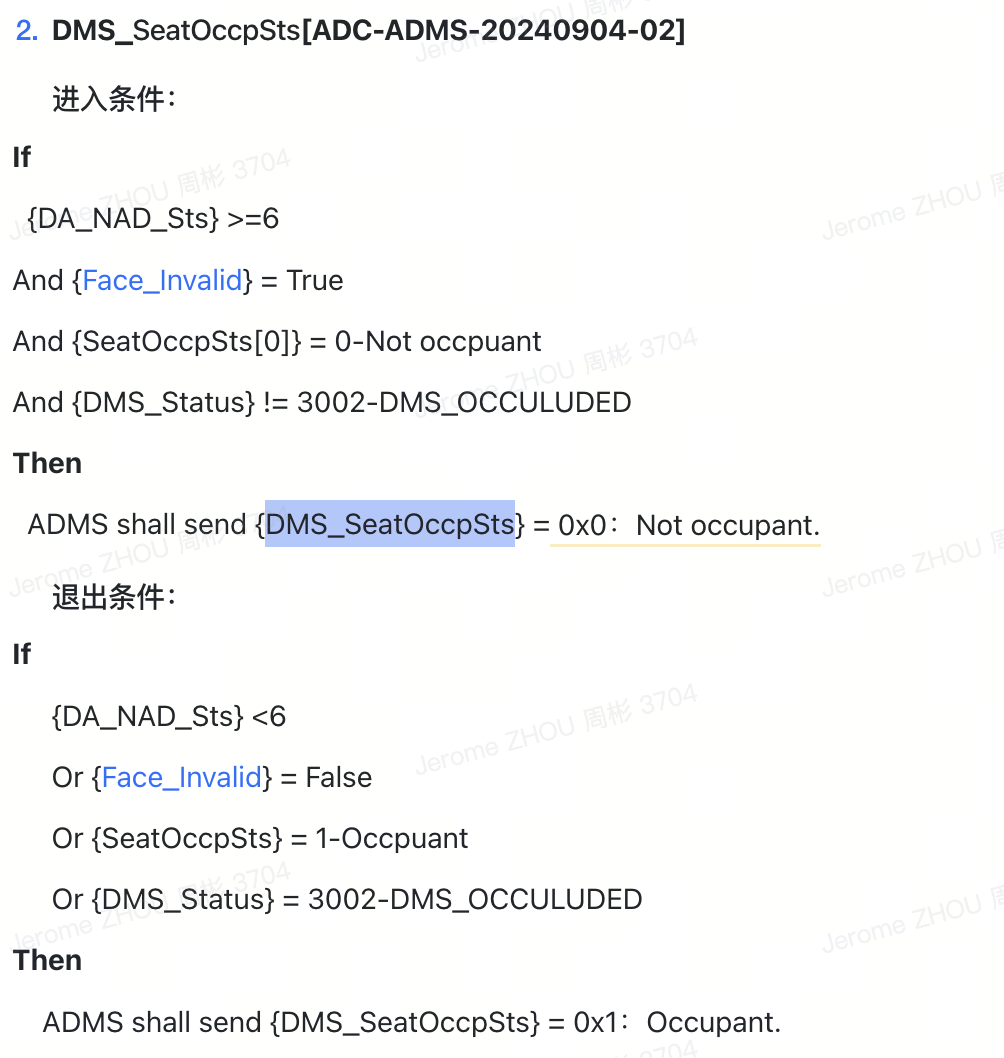 2. DMS_SeatOccpSts[ADC-ADMS-20240904-02]
进入条件：
If
{DA_NAD_Sts} >=6
And {Face_Invalid} = True
And {SeatOccpSts[0]} = 0-Not occpuant
And {DMS_Status} != 3002-DMS_OCCULUDED
Then
ADMS shall send {DMS_SeatOccpSts} = 0x0：Not occupant.
退出条件：
If
{DA_NAD_Sts} <6
Or {Face_Invalid} = False
Or {SeatOccpSts} = 1-Occpuant
Or {DMS_Status} = 3002-DMS_OCCULUDED
Then
ADMS shall send {DMS_SeatOccpSts} = 0x1：Occupant.
Jerome ZHOU 周彬 3704